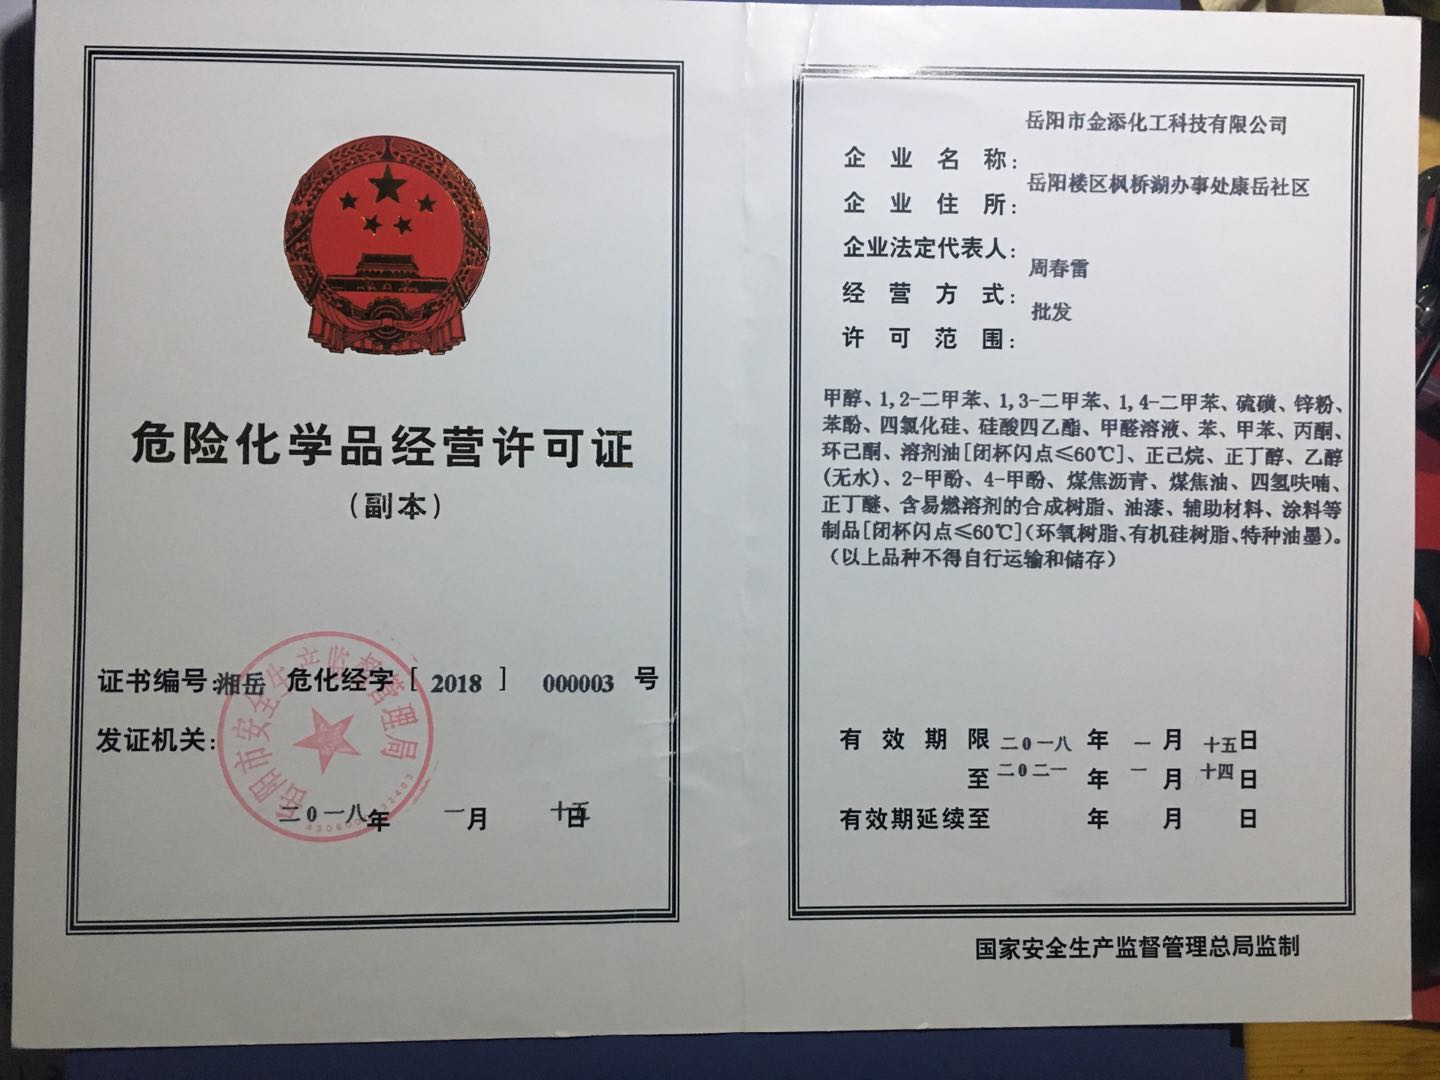 危险化学品经营许可证
（副本）
证书编号：湘岳 危化经字［2018］000003 号
发证机关：
岳阳市安全生产监督管理局
二0一八年 一月 十五日
岳阳市金添化工科技有限公司
企业名称：
岳阳楼区枫桥湖办事处康岳社区
企业住所：
企业法定代表人：
周春雷
经营方式：
批发
许可范围：
甲醇、1,2-二甲苯、1,3-二甲苯、1,4-二甲苯、硫磺、锌粉、
苯酚、四氯化硅、硅酸四乙酯、甲醛溶液、苯、甲苯、丙酮、
环己酮、溶剂油[闭杯闪点≤60℃]、正己烷、正丁醇、乙醇
(无水)、2-甲酚、4-甲酚、煤焦沥青、煤焦油、四氢呋喃、
正丁醚、含易燃溶剂的合成树脂、油漆、辅助材料、涂料等
制品[闭杯闪点≤60℃](环氧树脂、有机硅树脂、特种油墨)。
（以上品种不得自行运输和储存）
有效期限 二0一八 年 一 月 十五日
至 二0二一 年 一 月 十四日
有效期延续至 年 月 日
国家安全生产监督管理总局监制